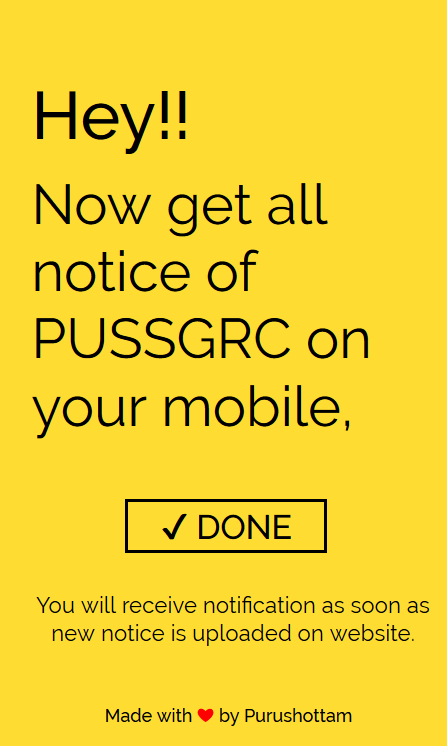 Hey!!
Now get all
notice of
PUSSGRC on
your mobile,
✓ DONE
You will receive notification as soon as
new notice is uploaded on website.
Made with ❤ by Purushottam